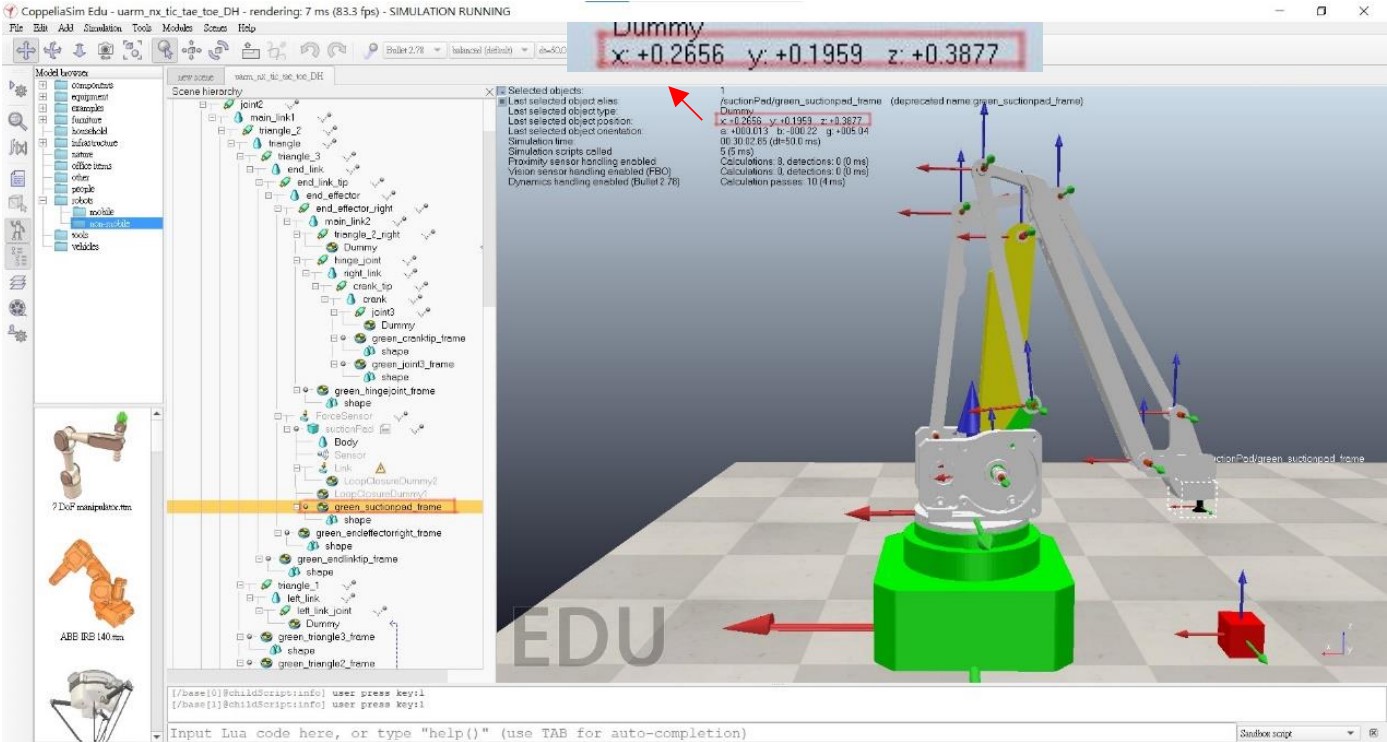 CoppeliaSim Edu - uarm_nx_tic_tae_toe_DH - rendering: 7 ms (83.3 fps) - SIMULATION RUNNING
File Edit Add Simulation Tools Modules Scenes Help
Bullet 2.78 balanced (default) dt=50.0
Dummy
x: +0.2656 y: +0.1959 z: +0.3877
Model browser
components
equipment
examples
furniture
household
infrastructure
nature
office items
other
people
robots
mobile
non-mobile
tools
vehicles
7 DoF manipulator.ttm
ABB IRB 140.ttm
new scene uarm_nx_tic_tae_toe_DH
Scene hierarchy
joint2
main_link1
triangle_2
triangle
triangle_3
end_link
end_link_tip
end_effector
end_effector_right
main_link2
triangle_2_right
Dummy
hinge_joint
right_link
crank_tip
crank
joint3
Dummy
green_cranktip_frame
shape
green_joint3_frame
shape
green_hingejoint_frame
shape
ForceSensor
suctionPad
Body
Sensor
Link
LoopClosureDummy2
LoopClosureDummy1
green_suctionpad_frame
shape
green_endeffectorright_frame
shape
green_endlinktip_frame
shape
triangle_1
left_link
left_link_joint
Dummy
green_triangle3_frame
shape
green_triangle2_frame
Selected objects: 1
Last selected object alias: /suctionPad/green_suctionpad_frame (deprecated name: green_suctionpad_frame)
Last selected object type: Dummy
Last selected object position: x: +0.2656 y: +0.1959 z: +0.3877
Last selected object orientation: a: +000.013 b: -000.22 g: +005.04
Simulation time: 00:30:02.85 (dt=50.0 ms)
Simulation scripts called 5 (5 ms)
Proximity sensor handling enabled Calculations: 8, detections: 0 (0 ms)
Vision sensor handling enabled (FBO) Calculations: 0, detections: 0 (0 ms)
Dynamics handling enabled (Bullet 2.78) Calculation passes: 10 (4 ms)
uctionPad/green_suctionpad_frame
EDU
x z y
[/base[0]@childScript:info] user press key:1
[/base[1]@childScript:info] user press key:1
Input Lua code here, or type "help()" (use TAB for auto-completion)
Sandbox script